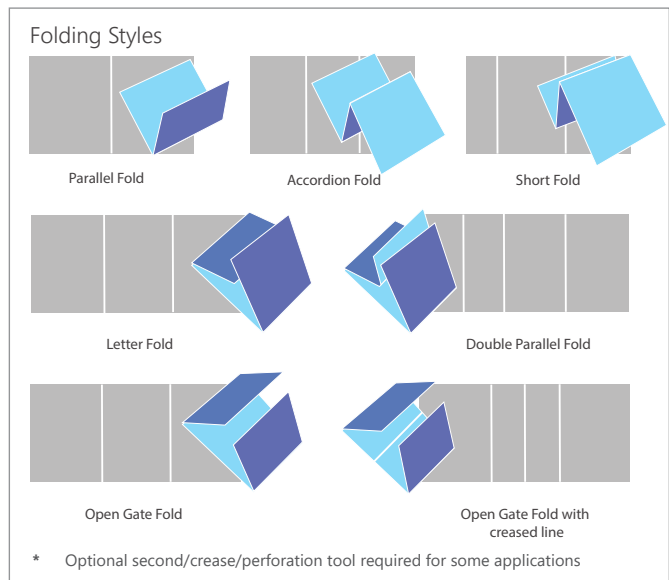 Folding Styles
Parallel Fold
Accordion Fold
Short Fold
Letter Fold
Double Parallel Fold
Open Gate Fold
Open Gate Fold with
creased line
* Optional second/crease/perforation tool required for some applications